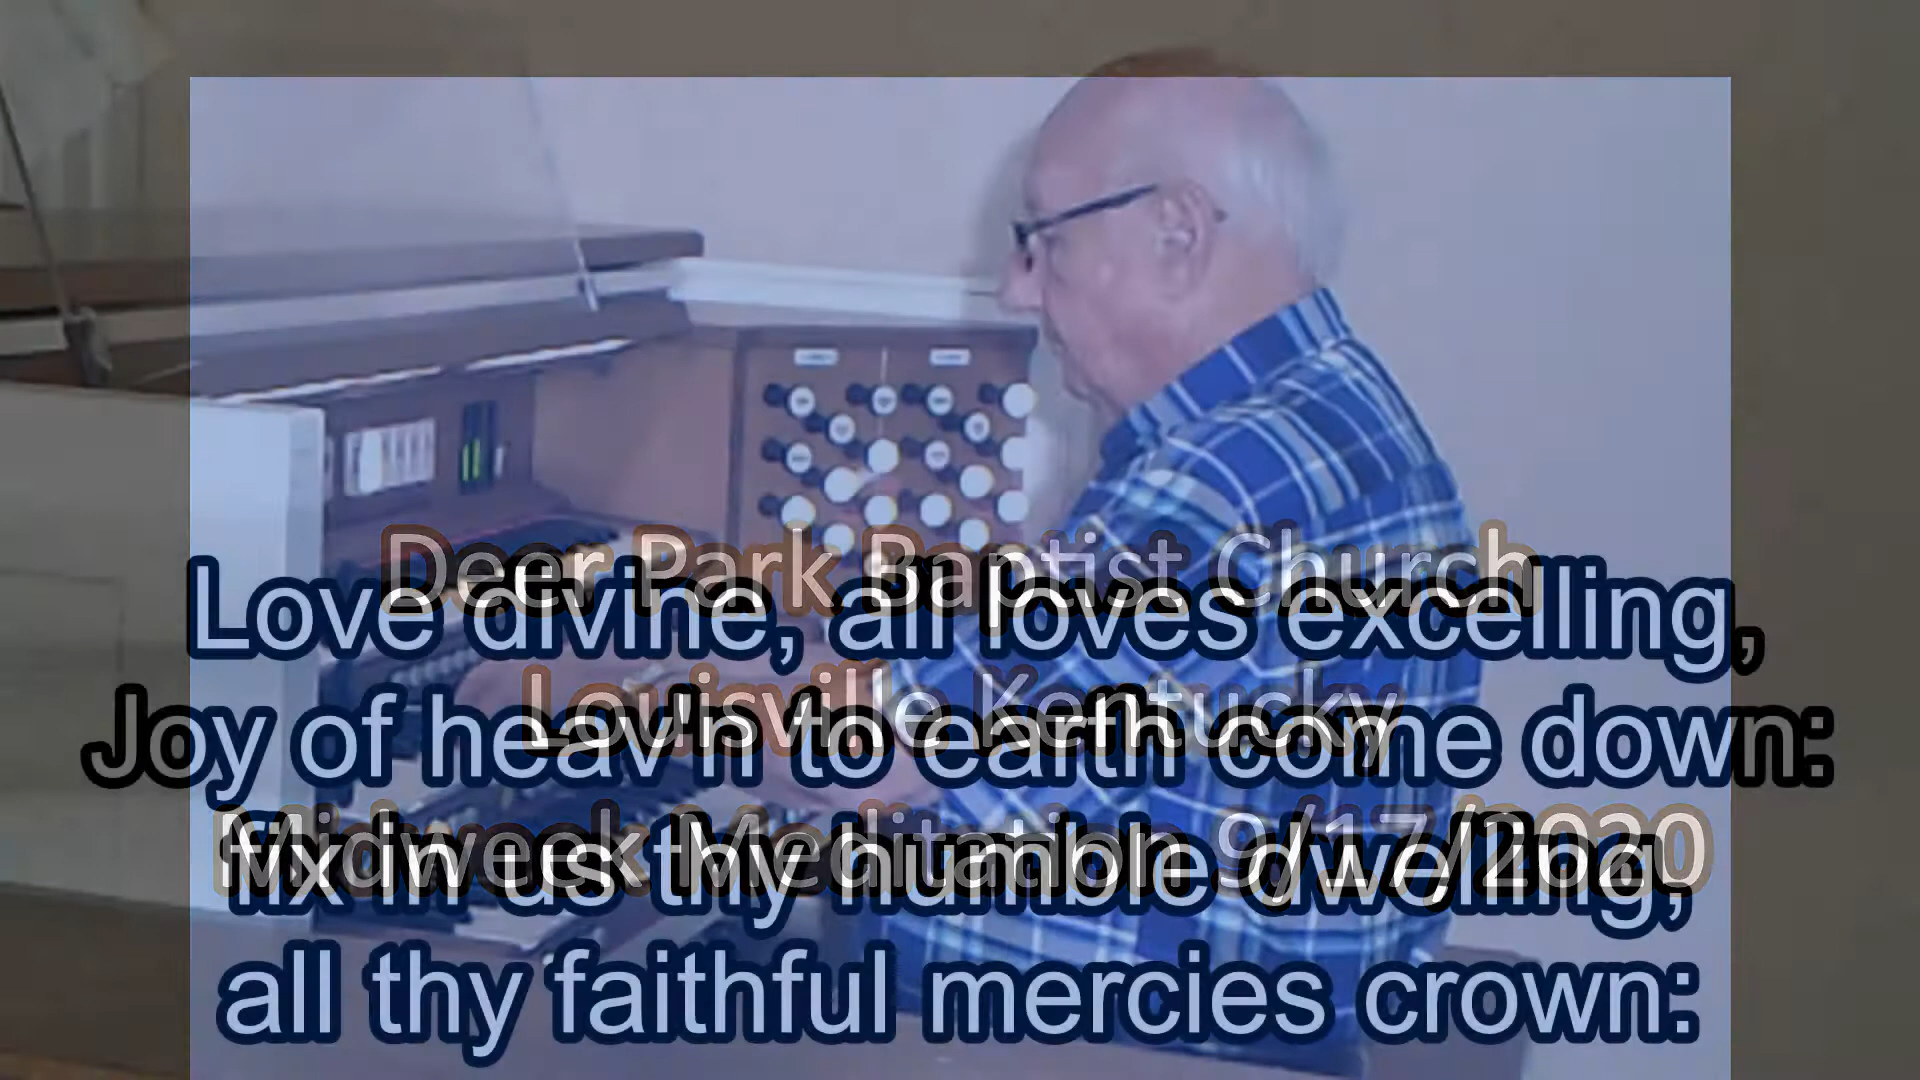 Deer Park Baptist Church
Love divine, all loves excelling,
Louisville Kentucky
Joy of heav'n to earth come down:
Midweek Meditation 9/17/2020
fix in us thy humble dwelling,
all thy faithful mercies crown: